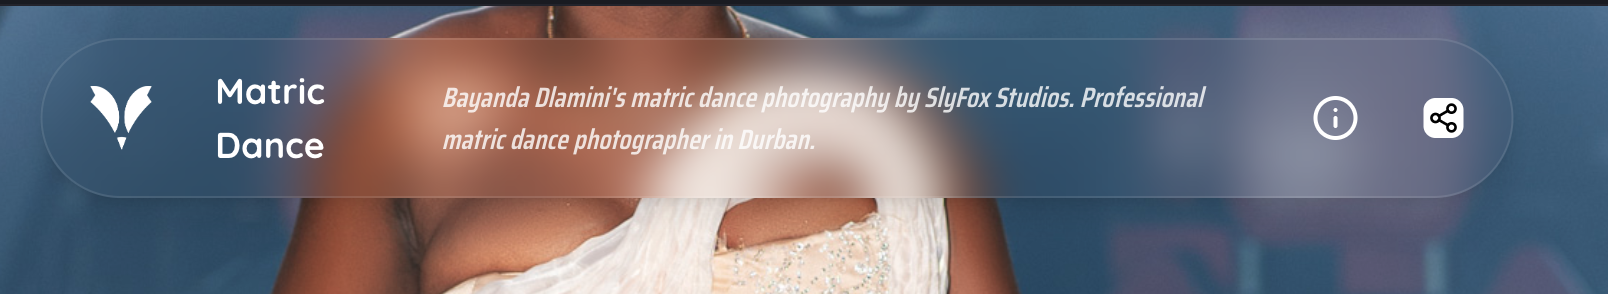 Matric
Dance
Bayanda Dlamini's matric dance photography by SlyFox Studios. Professional
matric dance photographer in Durban.